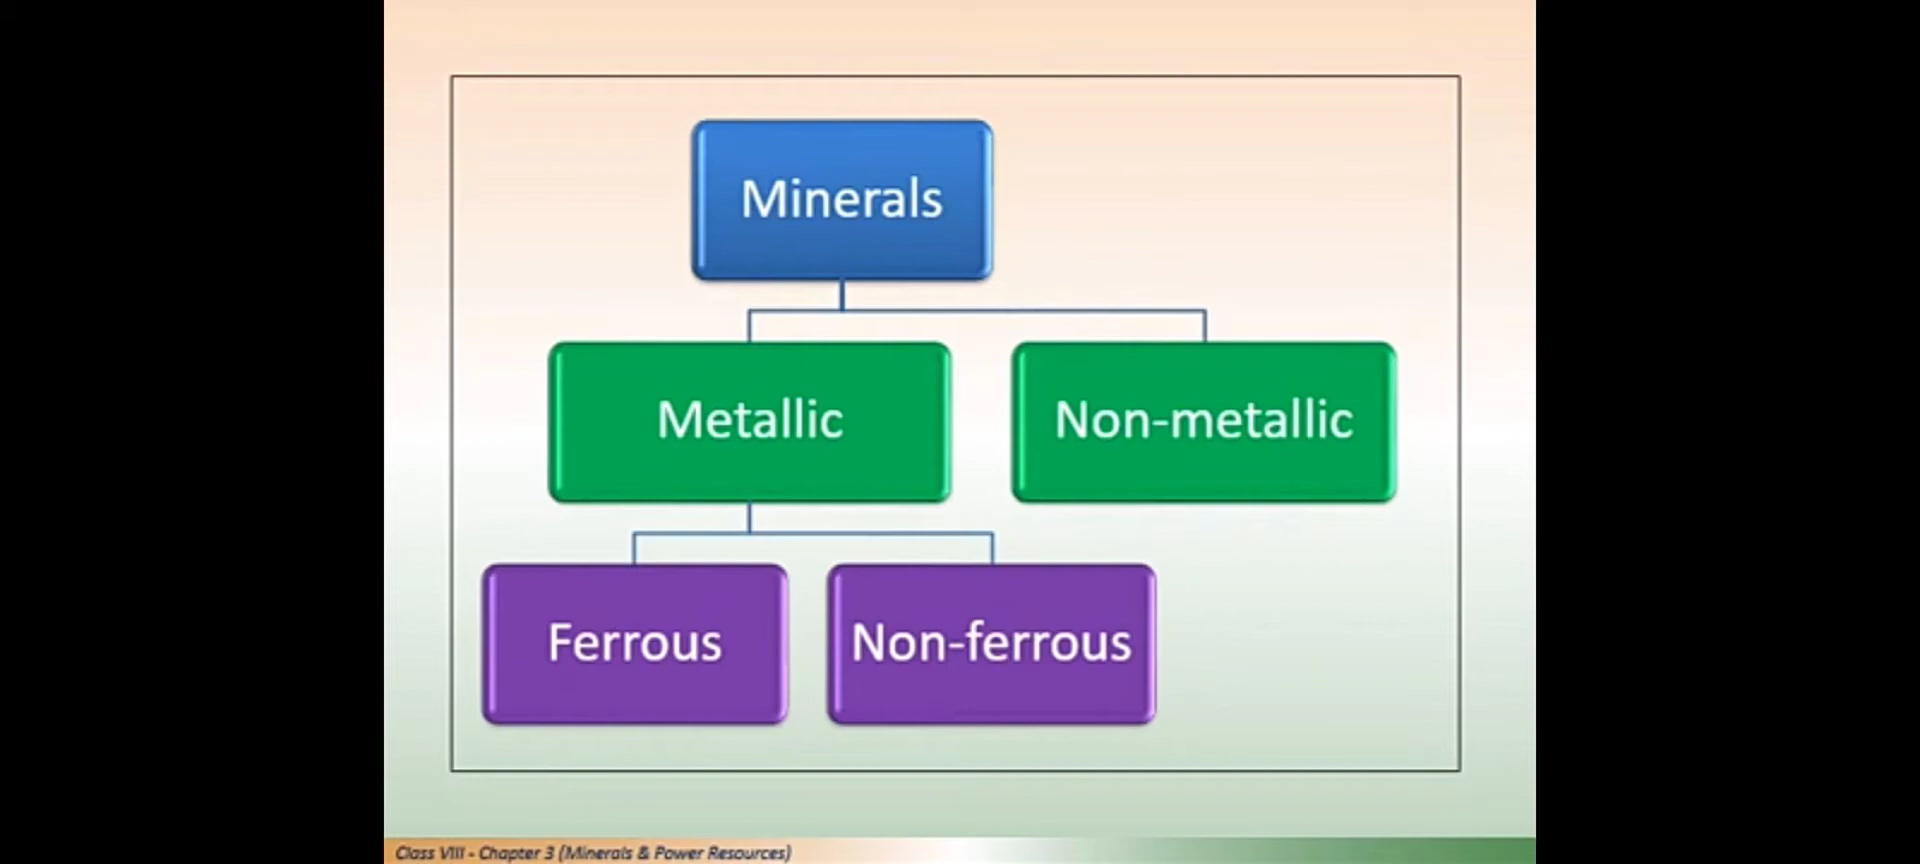 Minerals
Metallic
Non-metallic
Ferrous
Non-ferrous
Class VIII - Chapter 3 (Minerals & Power Resources)